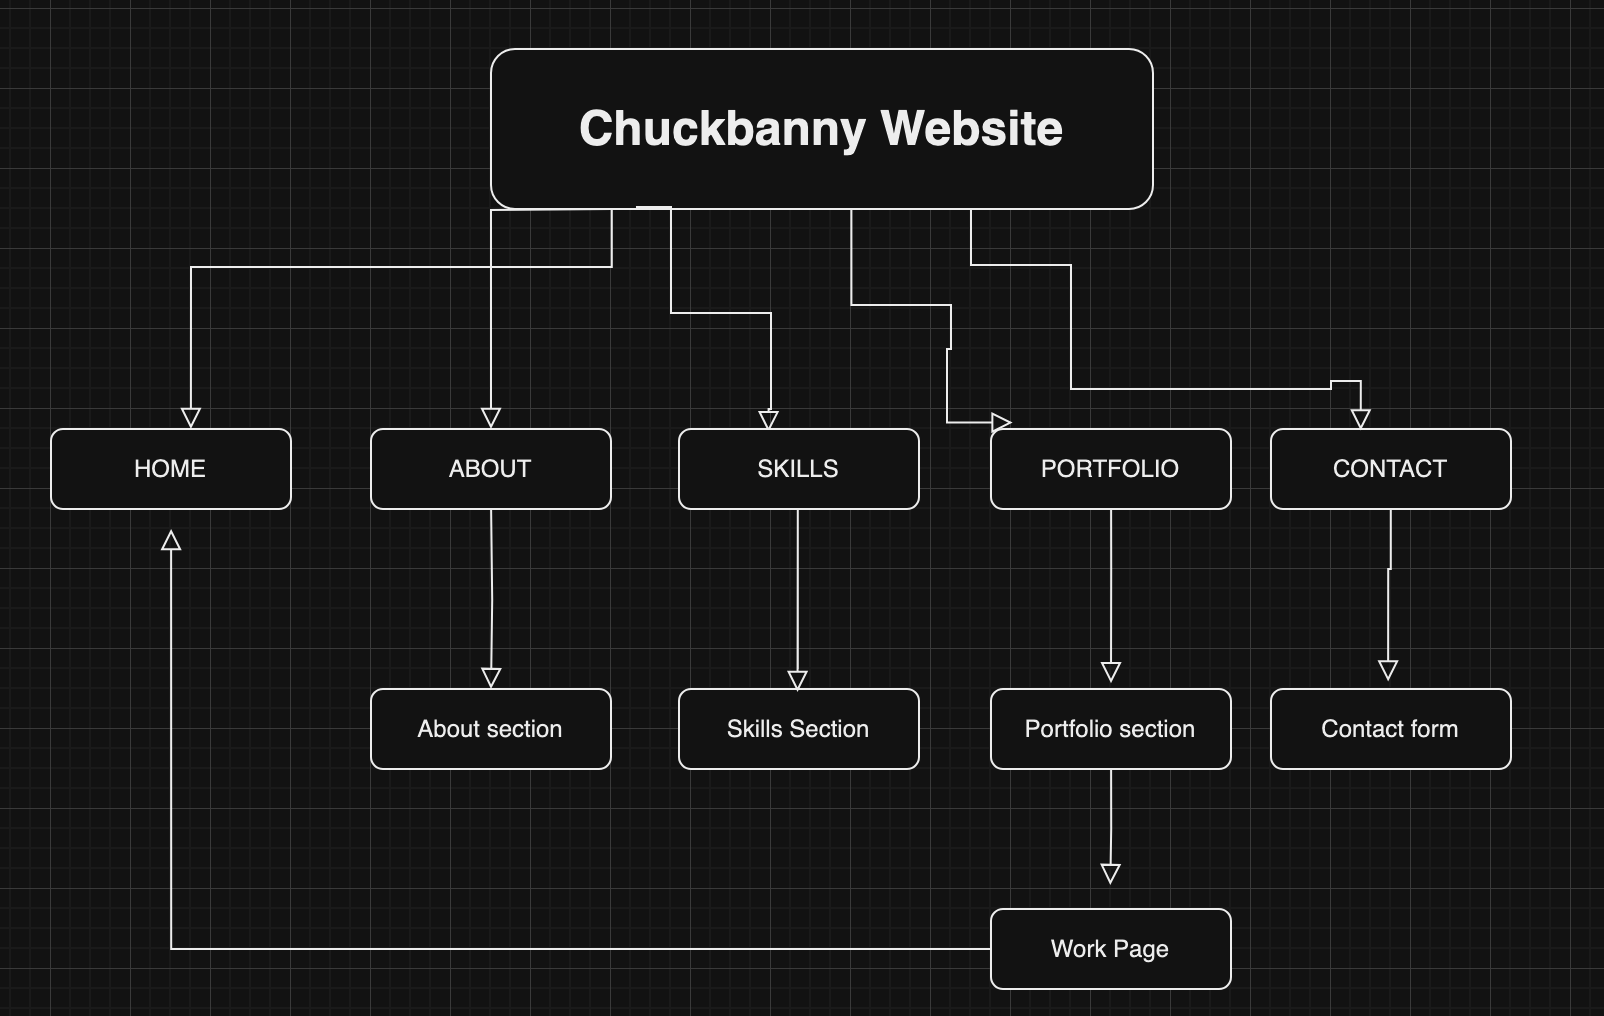 Chuckbanny Website
HOME
ABOUT
SKILLS
PORTFOLIO
CONTACT
About section
Skills Section
Portfolio section
Contact form
Work Page